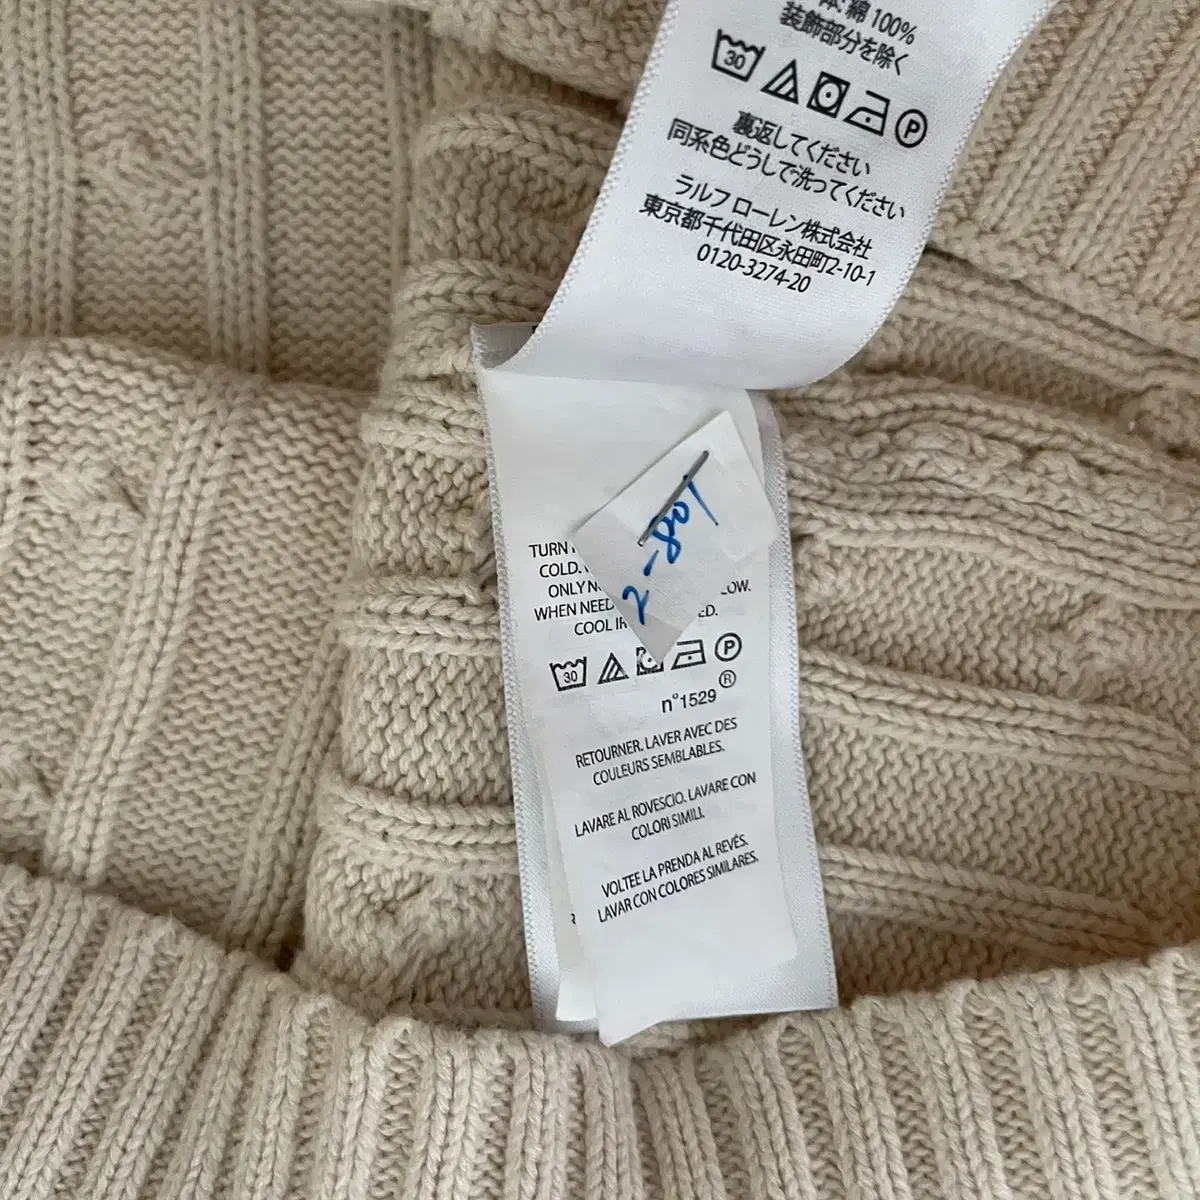 体: 綿 100%
装飾部分を除く
30
P
裏返してください
同系色どうしで洗ってください
ラルフ ローレン株式会社
東京都千代田区永田町2-10-1
0120-3274-20
2-801
TURN
COLD.
ONLY
WHEN NEED
COOL
30
P
n°1529
®
RETOURNER. LAVER AVEC DES
COULEURS SEMBLABLES.
LAVARE AL ROVESCIO. LAVARE CON
COLORI SIMILI.
VOLTEE LA PRENDA AL REVÉS.
LAVAR CON COLORES SIMILARES.